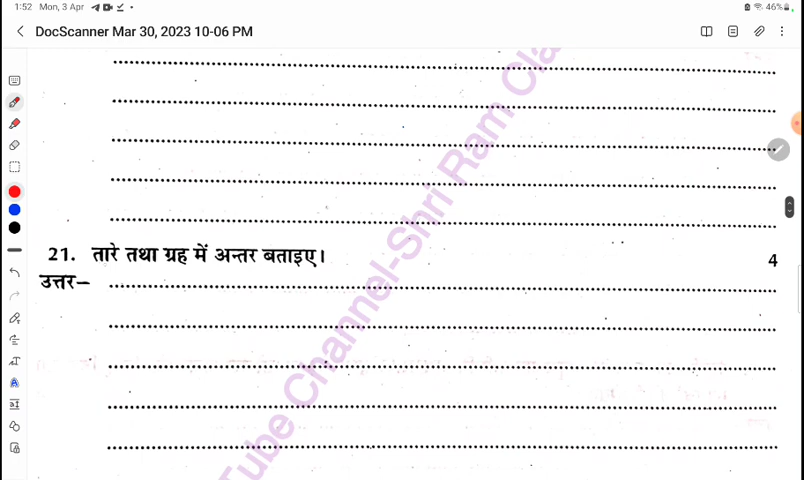 1:52 Mon, 3 Apr
46%
DocScanner Mar 30, 2023 10-06 PM
Tube Channel-Shri Ram Cla
21. तारे तथा ग्रह में अन्तर बताइए।
4
उत्तर–